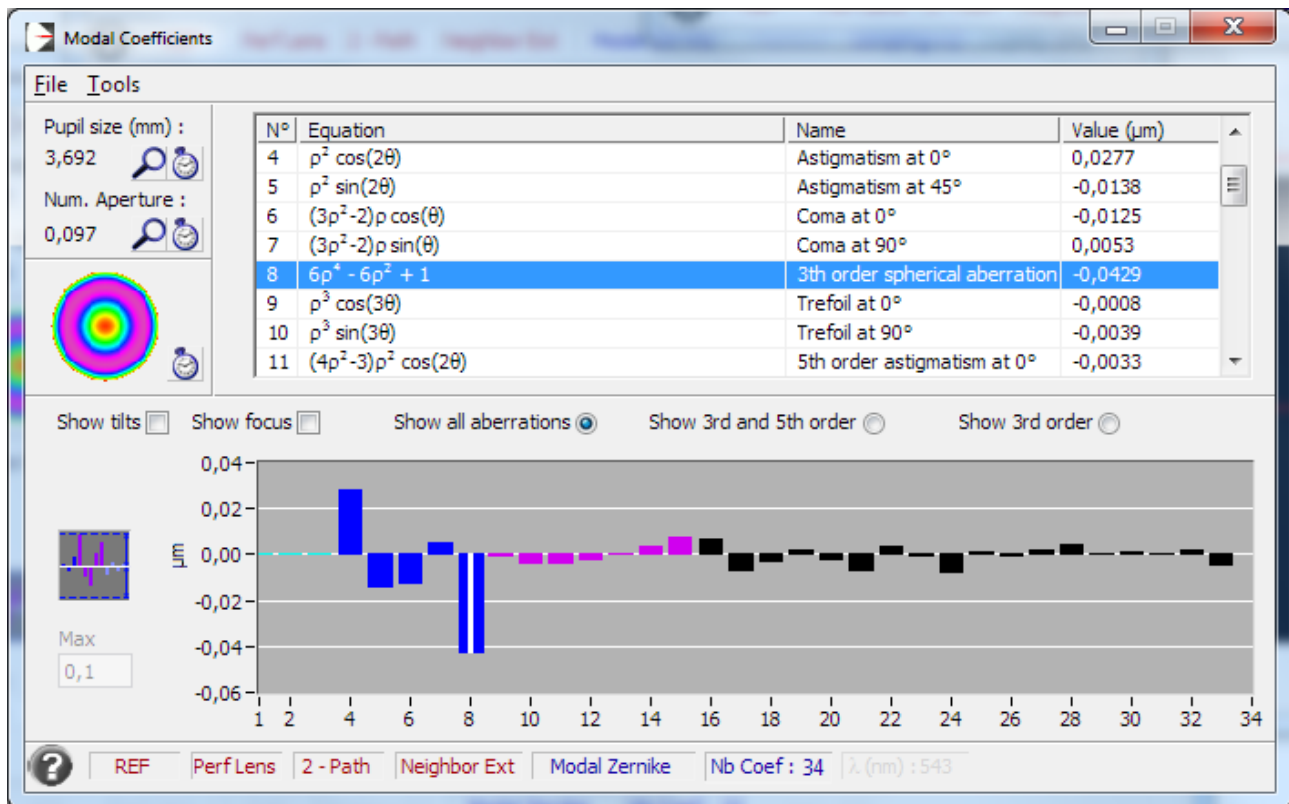 Modal Coefficients
File Tools
Pupil size (mm) :
3,692
Num. Aperture :
0,097
N° Equation Name Value (µm)
4 ρ² cos(2θ) Astigmatism at 0° 0,0277
5 ρ² sin(2θ) Astigmatism at 45° -0,0138
6 (3ρ²-2)ρ cos(θ) Coma at 0° -0,0125
7 (3ρ²-2)ρ sin(θ) Coma at 90° 0,0053
8 6ρ⁴ - 6ρ² + 1 3th order spherical aberration -0,0429
9 ρ³ cos(3θ) Trefoil at 0° -0,0008
10 ρ³ sin(3θ) Trefoil at 90° -0,0039
11 (4ρ²-3)ρ² cos(2θ) 5th order astigmatism at 0° -0,0033
Show tilts Show focus Show all aberrations Show 3rd and 5th order Show 3rd order
0,04
0,02
0,00
-0,02
-0,04
-0,06
µm
Max
0,1
1 2 4 6 8 10 12 14 16 18 20 22 24 26 28 30 32 34
? REF Perf Lens 2 - Path Neighbor Ext Modal Zernike Nb Coef : 34 λ (nm) : 543